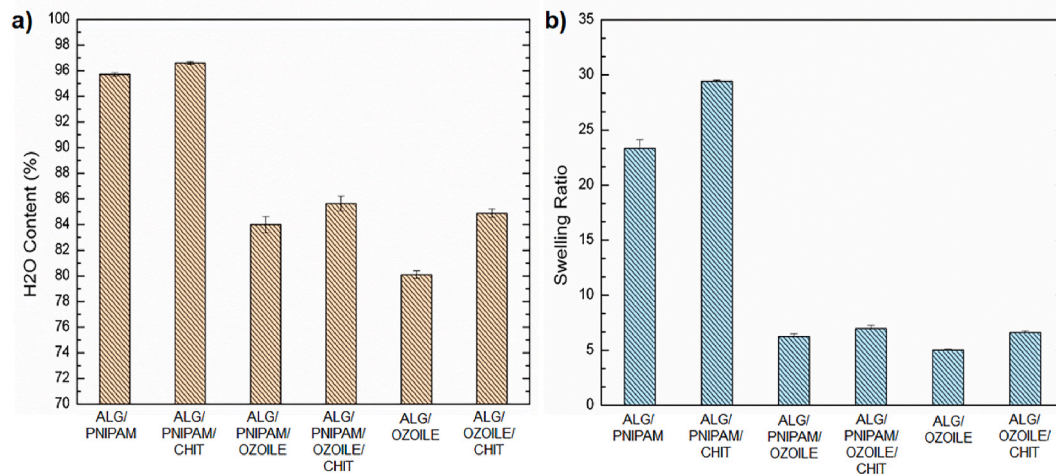 a)
H2O Content (%)
100
98
96
94
92
90
88
86
84
82
80
78
76
74
72
70
ALG/
PNIPAM
ALG/
PNIPAM/
CHIT
ALG/
PNIPAM/
OZOILE
ALG/
PNIPAM/
OZOILE/
CHIT
ALG/
OZOILE
ALG/
OZOILE/
CHIT
b)
Swelling Ratio
35
30
25
20
15
10
5
0
ALG/
PNIPAM
ALG/
PNIPAM/
CHIT
ALG/
PNIPAM/
OZOILE
ALG/
PNIPAM/
OZOILE/
CHIT
ALG/
OZOILE
ALG/
OZOILE/
CHIT